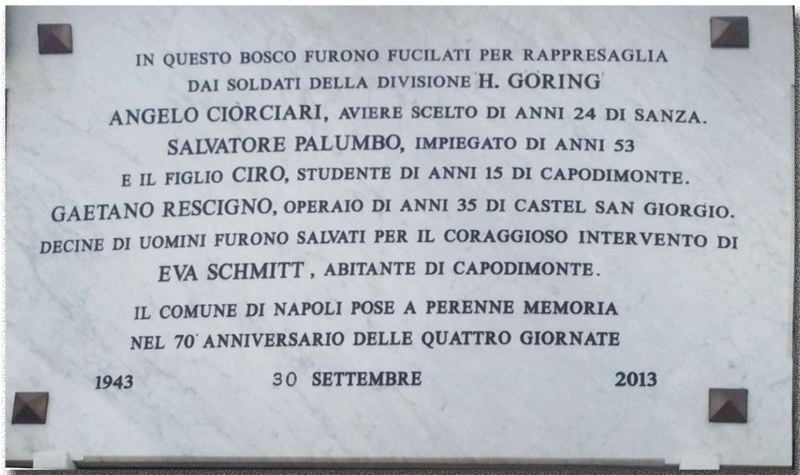 IN QUESTO BOSCO FURONO FUCILATI PER RAPPRESAGLIA
DAI SOLDATI DELLA DIVISIONE H. GÖRING
ANGELO CIORCIARI, AVIERE SCELTO DI ANNI 24 DI SANZA.
SALVATORE PALUMBO, IMPIEGATO DI ANNI 53
E IL FIGLIO CIRO, STUDENTE DI ANNI 15 DI CAPODIMONTE.
GAETANO RESCIGNO, OPERAIO DI ANNI 35 DI CASTEL SAN GIORGIO.
DECINE DI UOMINI FURONO SALVATI PER IL CORAGGIOSO INTERVENTO DI
EVA SCHMITT, ABITANTE DI CAPODIMONTE.
IL COMUNE DI NAPOLI POSE A PERENNE MEMORIA
NEL 70° ANNIVERSARIO DELLE QUATTRO GIORNATE
1943 30 SETTEMBRE 2013